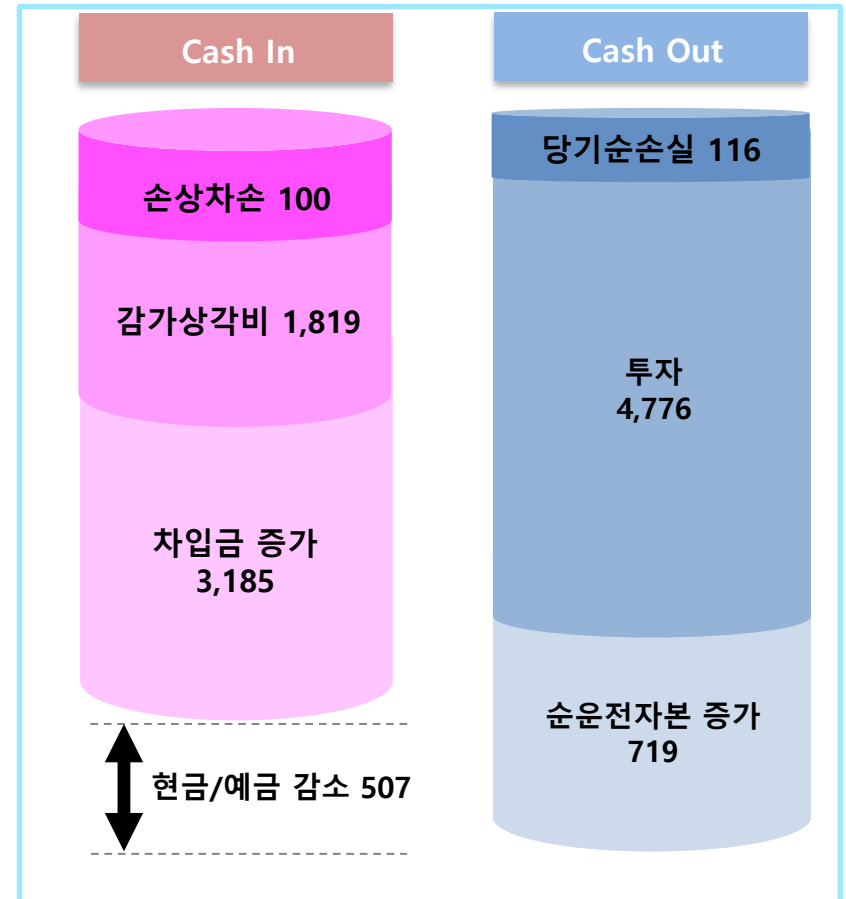 Cash In
손상차손 100
감가상각비 1,819
차입금 증가
3,185
현금/예금 감소 507
Cash Out
당기순손실 116
투자
4,776
순운전자본 증가
719